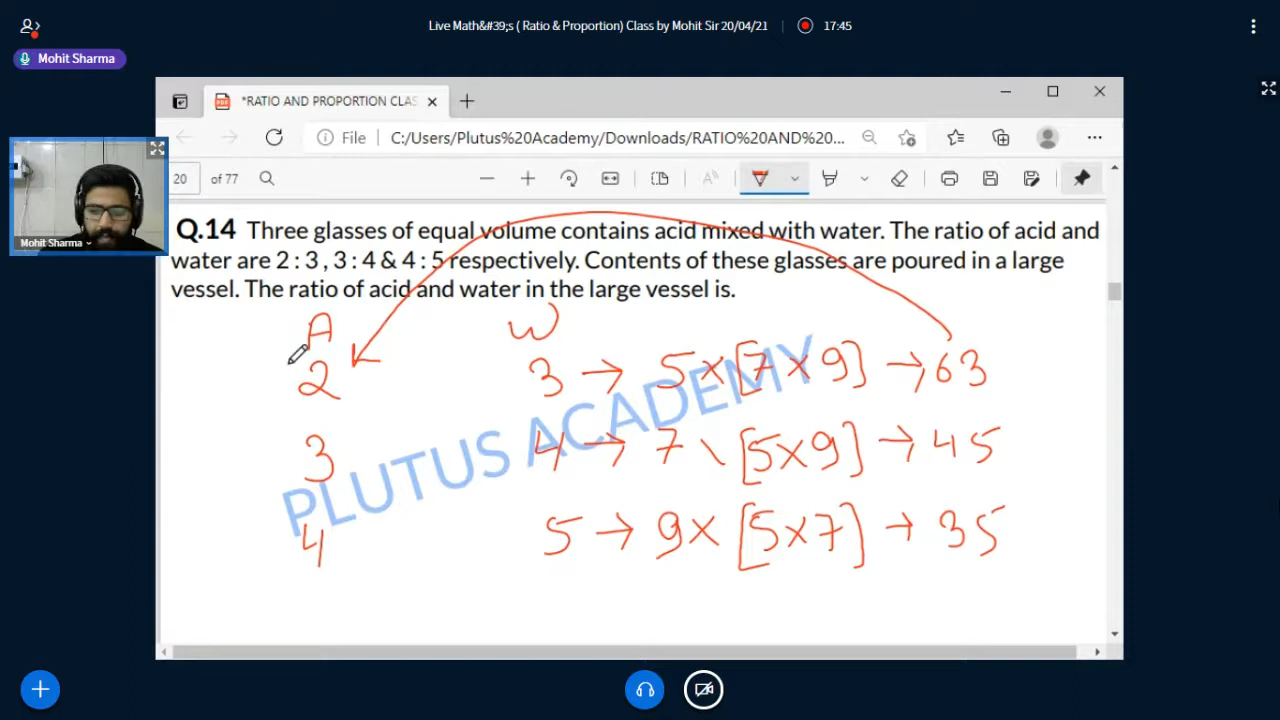 Live Math&#39;s ( Ratio & Proportion) Class by Mohit Sir 20/04/21 17:45
Mohit Sharma
*RATIO AND PROPORTION CLAS
File C:/Users/Plutus%20Academy/Downloads/RATIO%20AND%20...
20 of 77
Mohit Sharma
Q.14 Three glasses of equal volume contains acid mixed with water. The ratio of acid and
water are 2 : 3 , 3 : 4 & 4 : 5 respectively. Contents of these glasses are poured in a large
vessel. The ratio of acid and water in the large vessel is.
A W
2 3 → 5 × [7 × 9] → 63
3 4 → 7 \ [5 × 9] → 45
4 5 → 9 × [5 × 7] → 35
PLUTUS ACADEMY